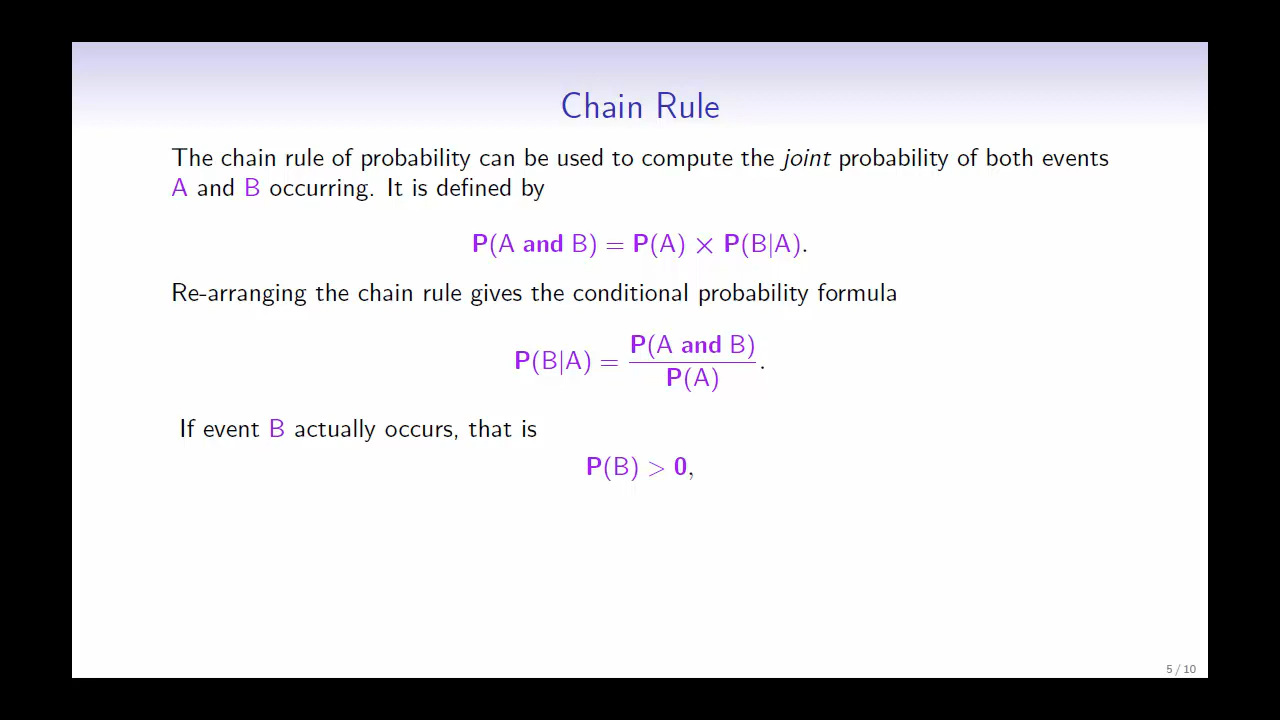 Chain Rule
The chain rule of probability can be used to compute the joint probability of both events
A and B occurring. It is defined by
P(A and B) = P(A) × P(B|A).
Re-arranging the chain rule gives the conditional probability formula
P(B|A) = P(A and B) / P(A).
If event B actually occurs, that is
P(B) > 0,
5 / 10